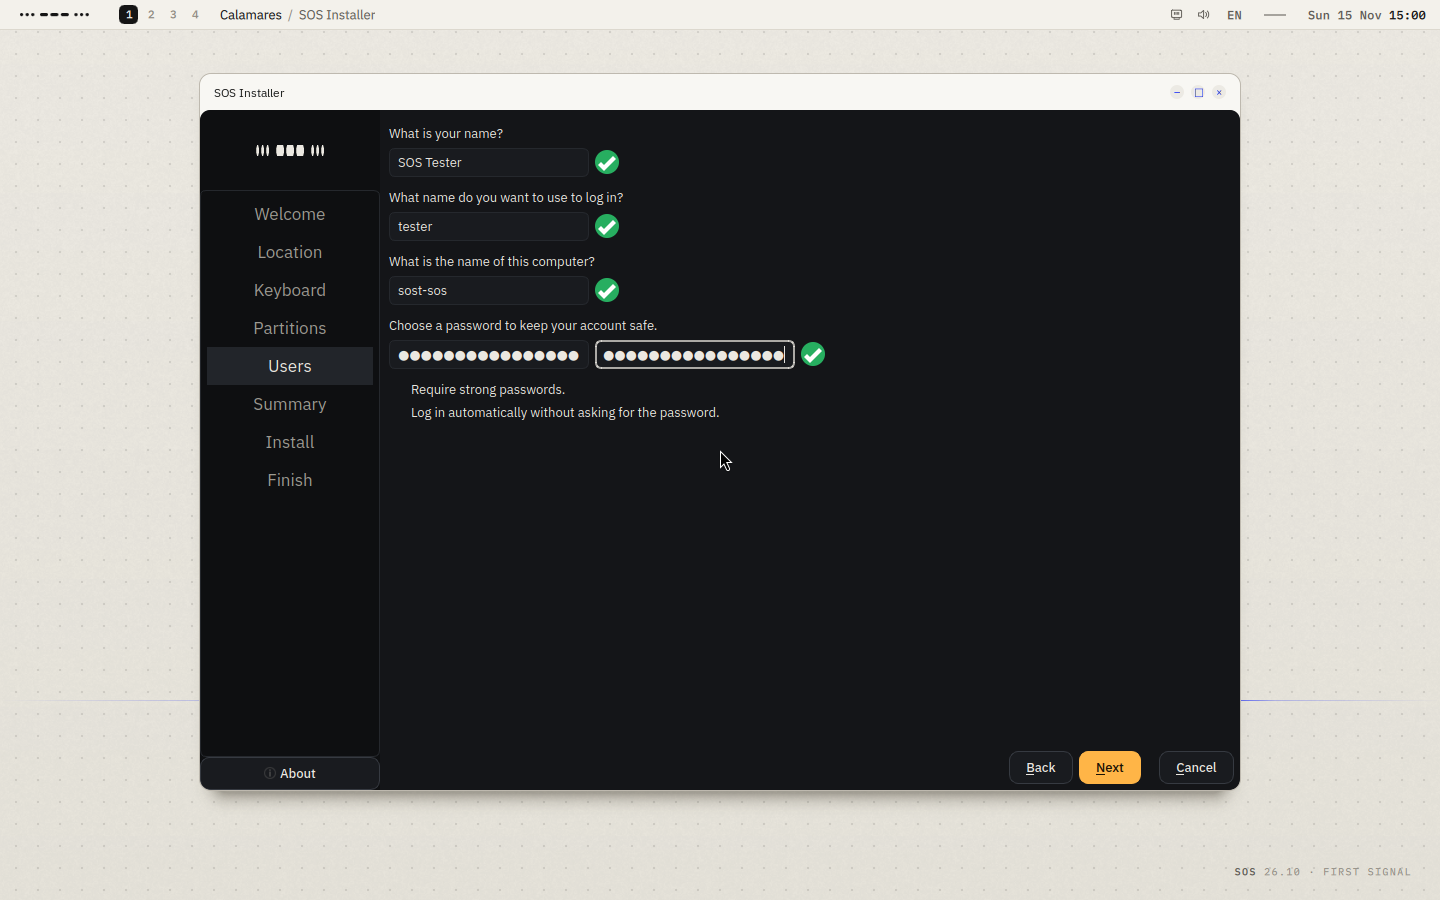 1 2 3 4 Calamares / SOS Installer EN Sun 15 Nov 15:00
SOS Installer
What is your name?
SOS Tester
What name do you want to use to log in?
tester
What is the name of this computer?
sost-sos
Choose a password to keep your account safe.
●●●●●●●●●●●●●●●● ●●●●●●●●●●●●●●●●
Require strong passwords.
Log in automatically without asking for the password.
Welcome
Location
Keyboard
Partitions
Users
Summary
Install
Finish
About
Back Next Cancel
SOS 26.10 · FIRST SIGNAL